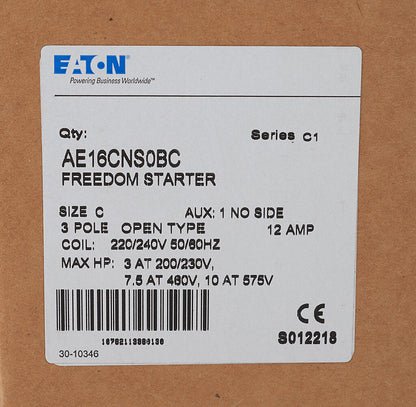 EATON
Powering Business Worldwide™
Qty:
Series C1
AE16CNS0BC
FREEDOM STARTER
SIZE C AUX: 1 NO SIDE
3 POLE OPEN TYPE 12 AMP
COIL: 220/240V 50/60HZ
MAX HP: 3 AT 200/230V,
7.5 AT 460V, 10 AT 575V
CE
S012218
30-10346